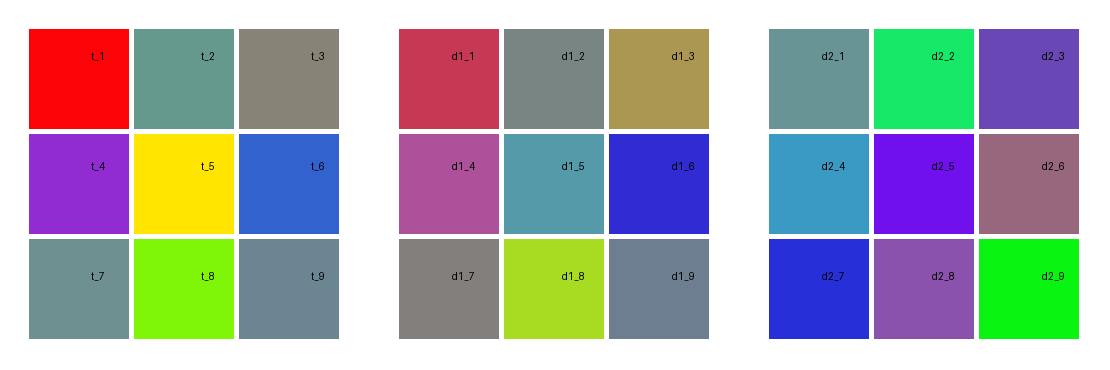 t_1 t_2 t_3 d1_1 d1_2 d1_3 d2_1 d2_2 d2_3
t_4 t_5 t_6 d1_4 d1_5 d1_6 d2_4 d2_5 d2_6
t_7 t_8 t_9 d1_7 d1_8 d1_9 d2_7 d2_8 d2_9